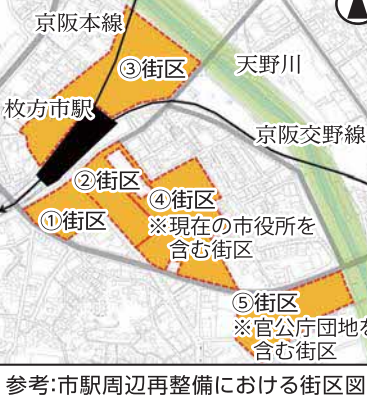 京阪本線
③街区
天野川
枚方市駅
京阪交野線
②街区
①街区
④街区
※現在の市役所を
含む街区
⑤街区
※官公庁団地を
含む街区
参考:市駅周辺再整備における街区図